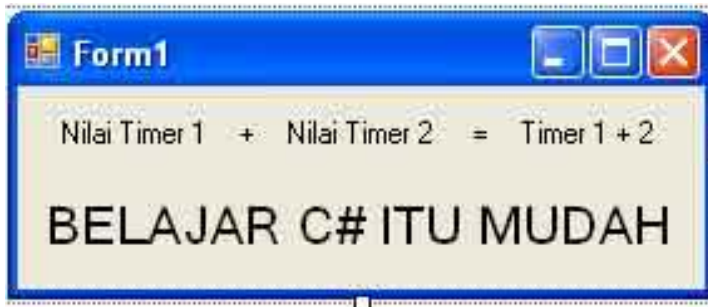 Form1
Nilai Timer 1 + Nilai Timer 2 = Timer 1 + 2
BELAJAR C# ITU MUDAH